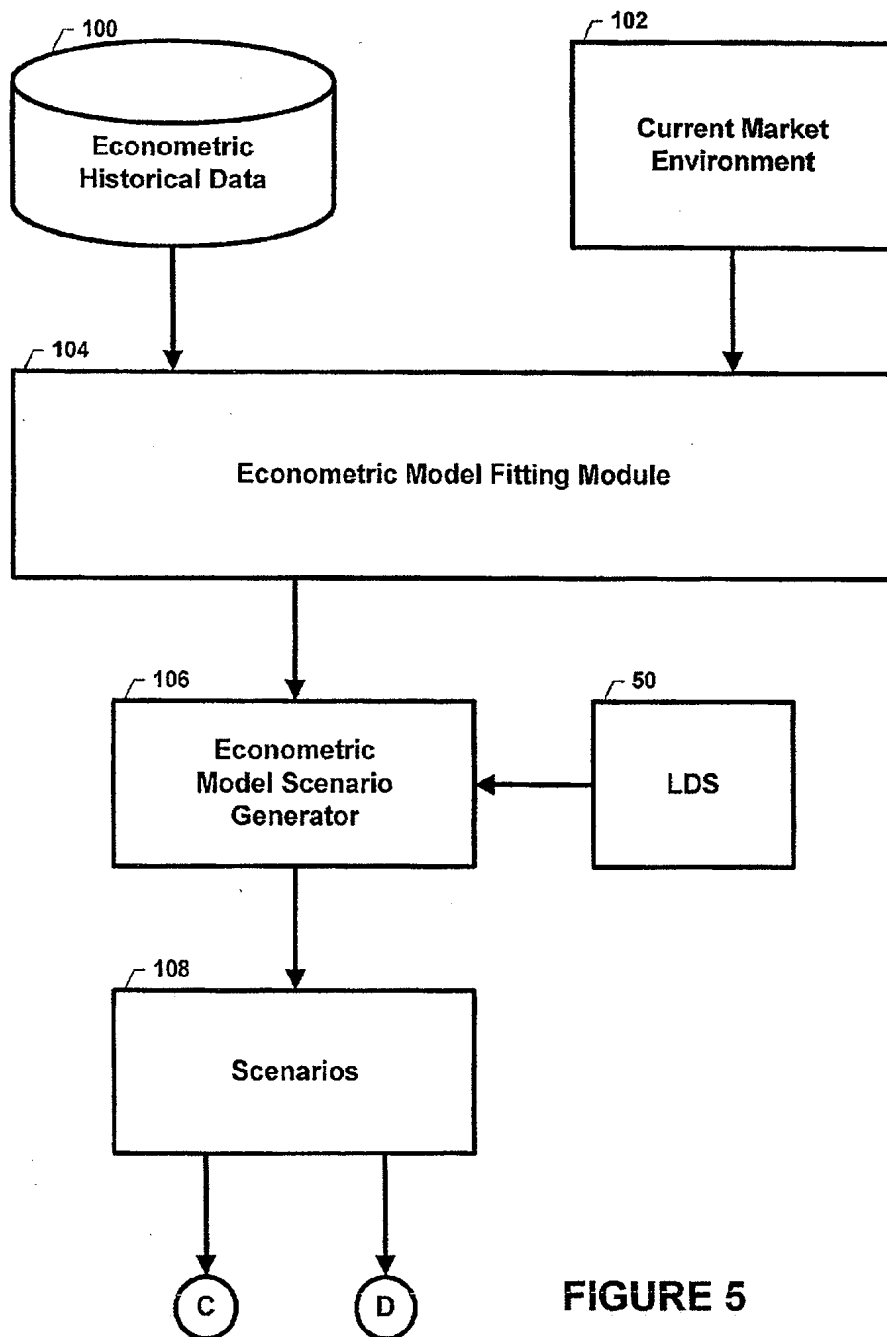 100
102
Econometric
Historical Data
Current Market
Environment
104
Econometric Model Fitting Module
106
50
Econometric
Model Scenario
Generator
LDS
108
Scenarios
C
D
FIGURE 5